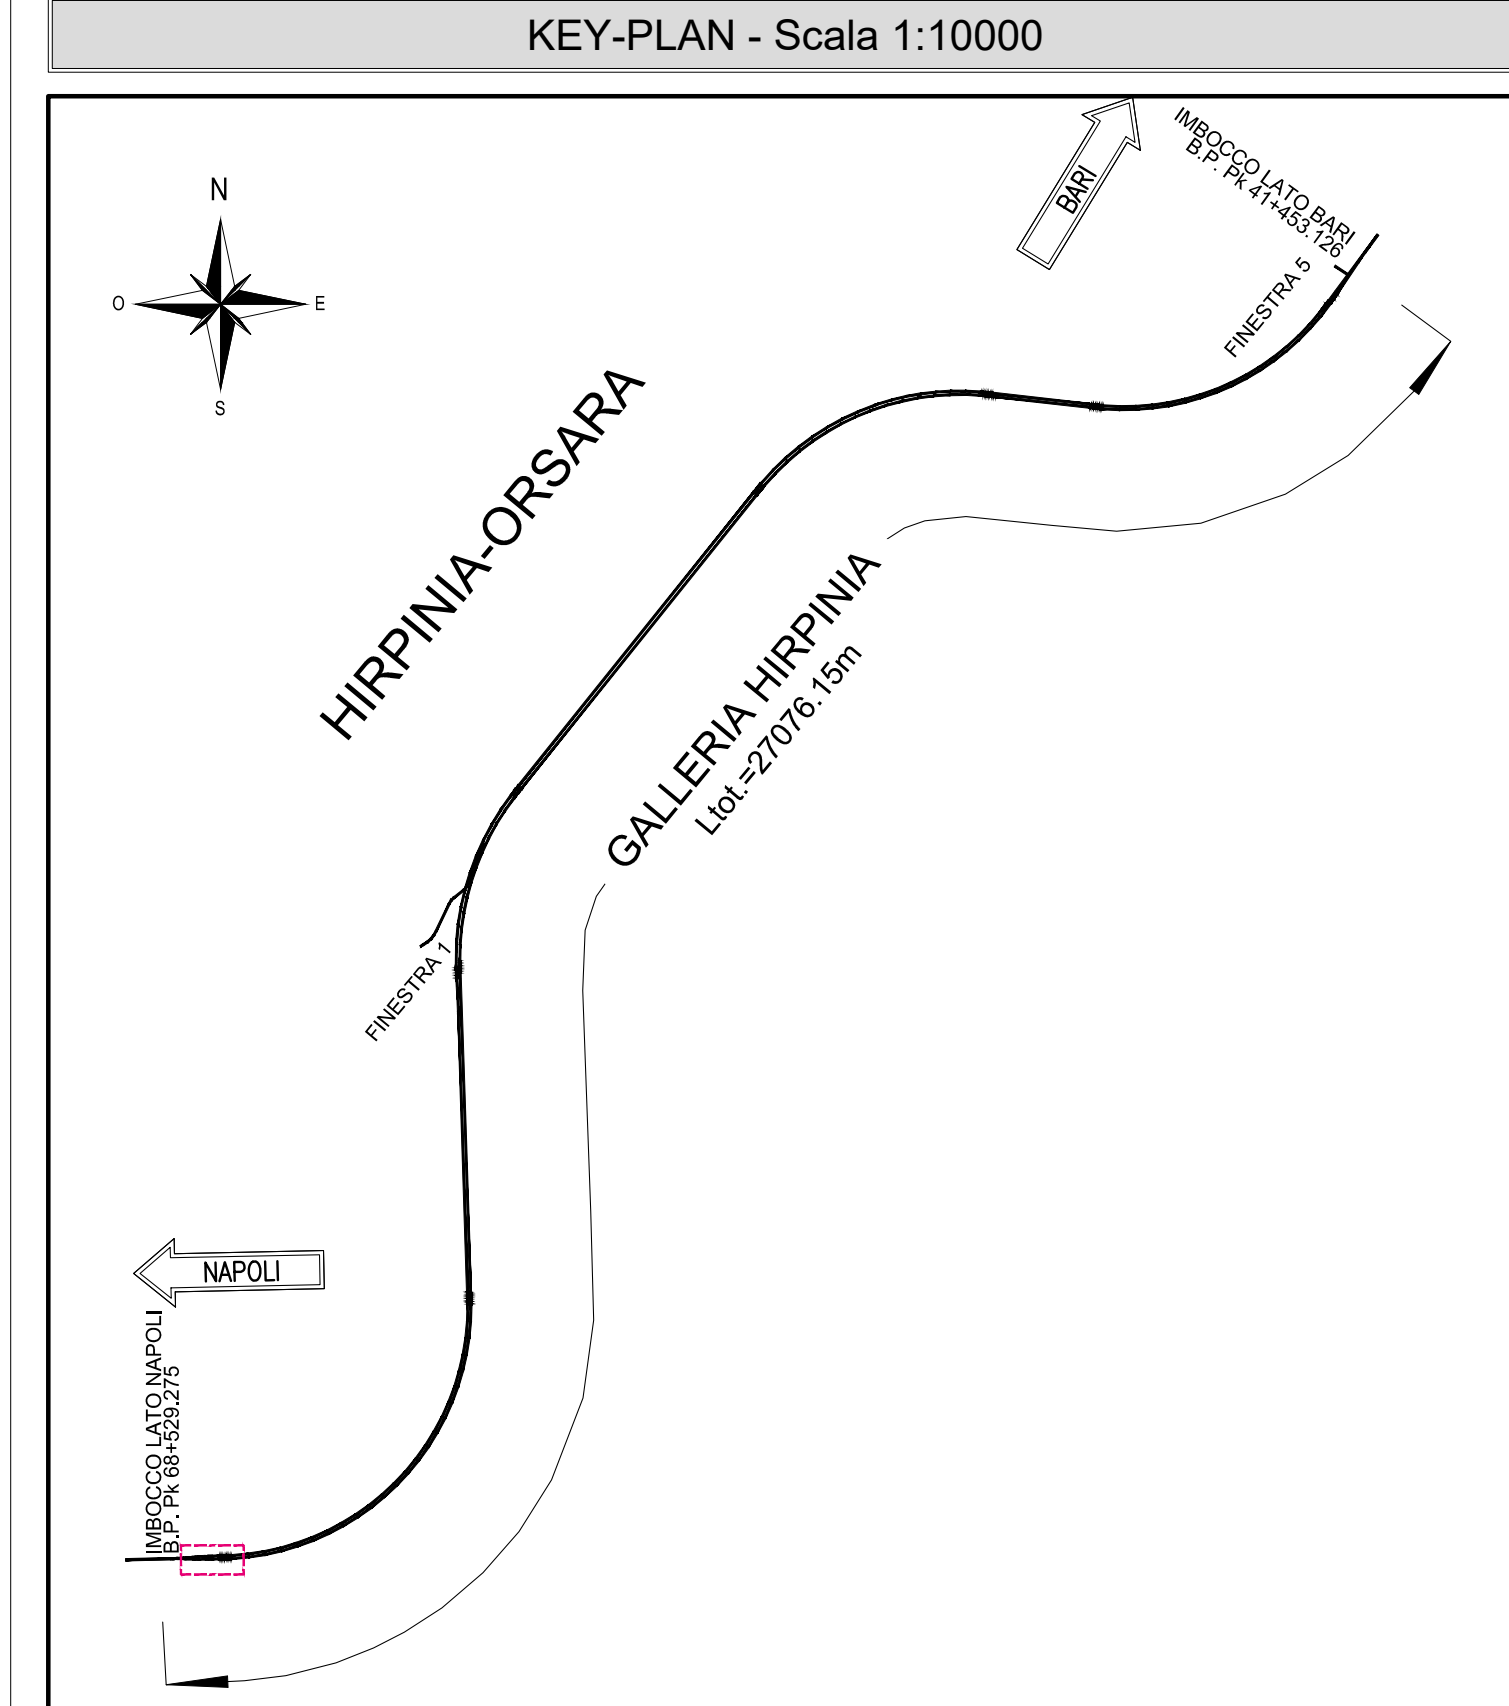 KEY-PLAN - Scala 1:10000
IMBOCCO LATO BARI
B.P. Pk 41+453.126
BARI
N
O
E
S
FINESTRA 5
HIRPINIA-ORSARA
GALLERIA HIRPINIA
Ltot.=27076.15m
FINESTRA 1
NAPOLI
IMBOCCO LATO NAPOLI
B.P. Pk 68+529.275